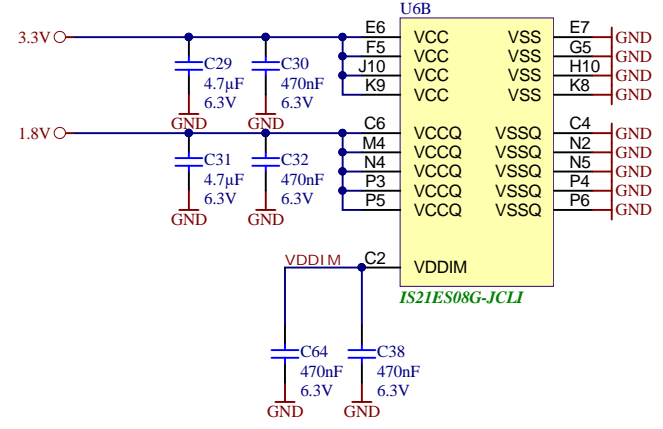 U6B
3.3V
E6 VCC VSS E7 GND
F5 VCC VSS G5 GND
J10 VCC VSS H10 GND
K9 VCC VSS K8 GND
C29 C30
4.7µF 470nF
6.3V 6.3V
GND GND
1.8V
C6 VCCQ VSSQ C4 GND
M4 VCCQ VSSQ N2 GND
N4 VCCQ VSSQ N5 GND
P3 VCCQ VSSQ P4 GND
P5 VCCQ VSSQ P6 GND
C31 C32
4.7µF 470nF
6.3V 6.3V
GND GND
VDDIM C2 VDDIM
IS21ES08G-JCLI
C64 C38
470nF 470nF
6.3V 6.3V
GND GND